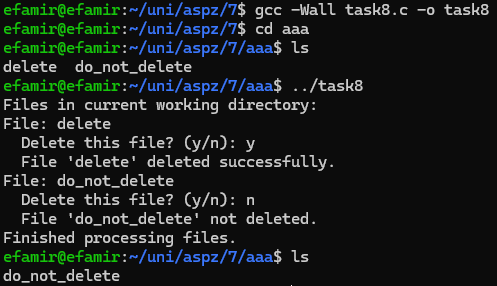 efamir@efamir:~/uni/aspz/7$ gcc -Wall task8.c -o task8
efamir@efamir:~/uni/aspz/7$ cd aaa
efamir@efamir:~/uni/aspz/7/aaa$ ls
delete  do_not_delete
efamir@efamir:~/uni/aspz/7/aaa$ ../task8
Files in current working directory:
File: delete
  Delete this file? (y/n): y
  File 'delete' deleted successfully.
File: do_not_delete
  Delete this file? (y/n): n
  File 'do_not_delete' not deleted.
Finished processing files.
efamir@efamir:~/uni/aspz/7/aaa$ ls
do_not_delete